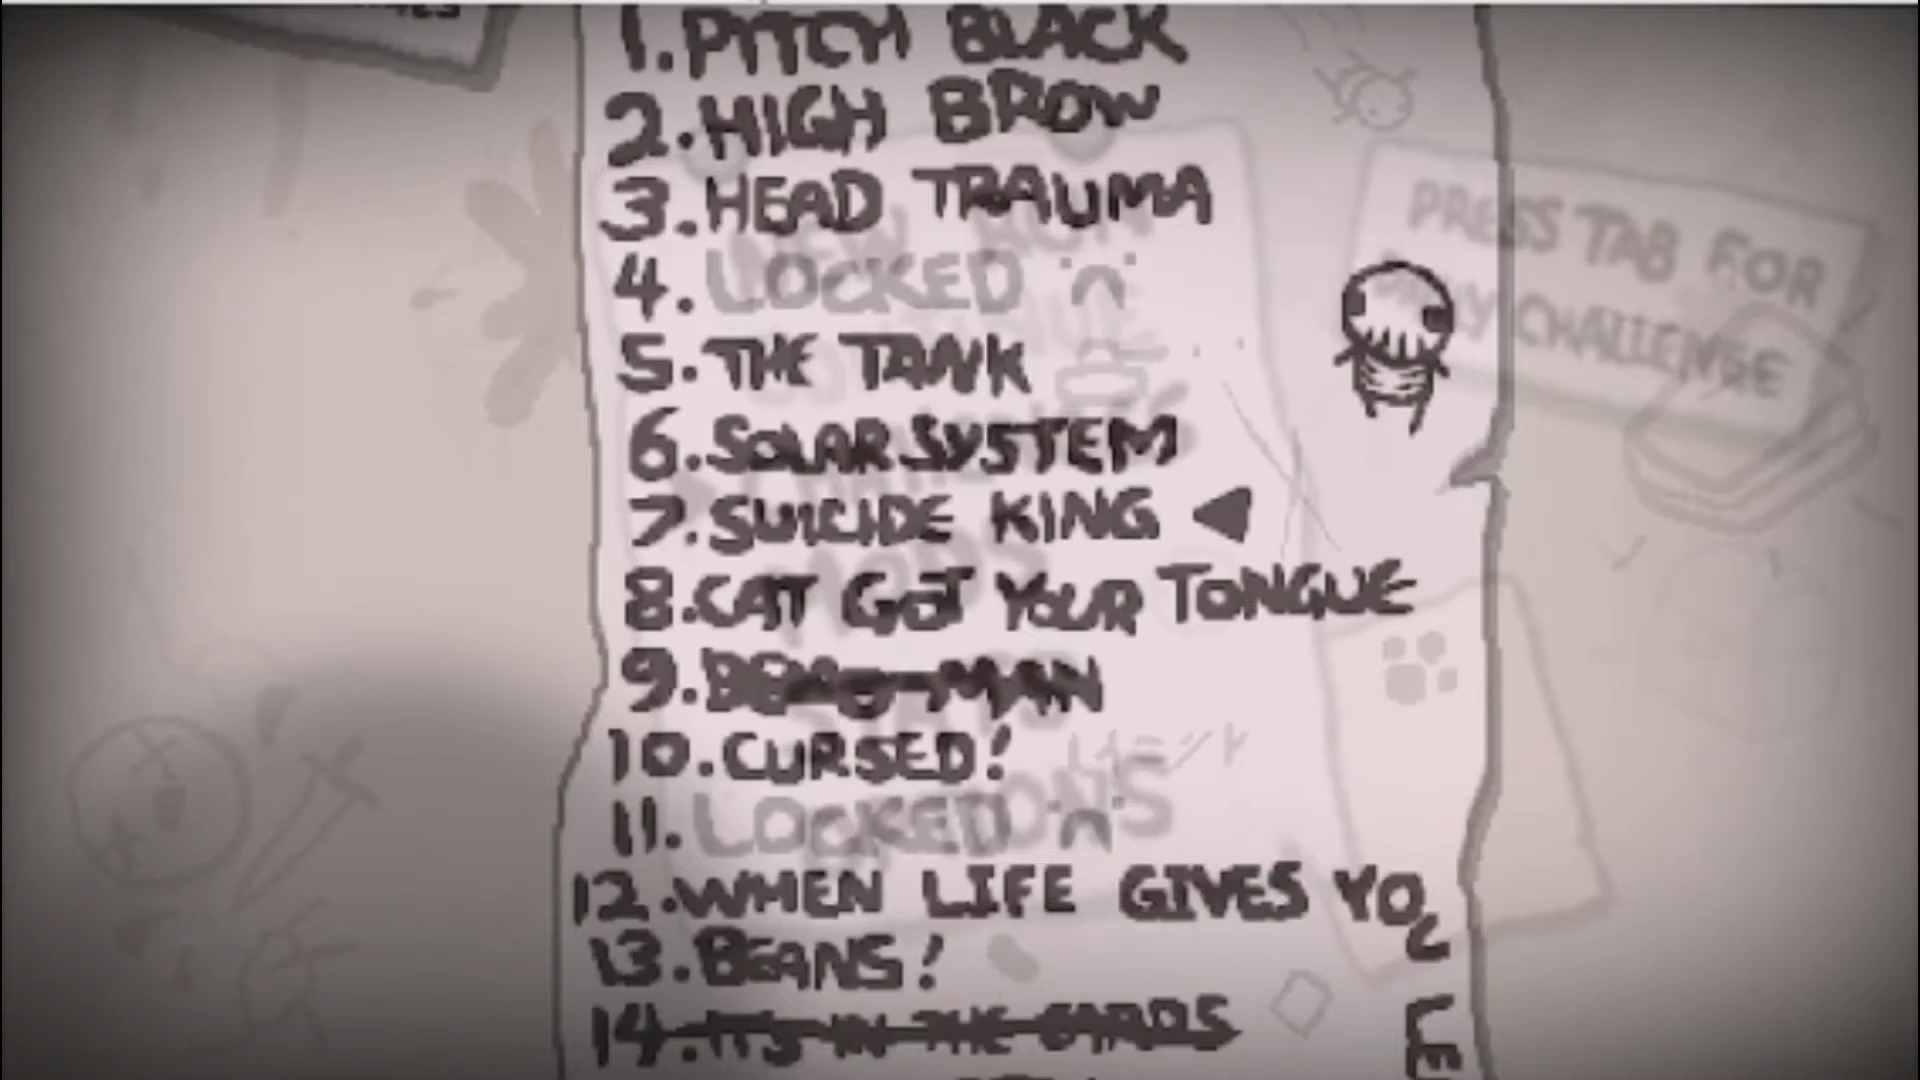 1. PITCH BLACK
2. HIGH BROW
3. HEAD TRAUMA
4. LOCKED
5. THE TANK
6. SOLAR SYSTEM
7. SUICIDE KING
8. CAT GOT YOUR TONGUE
9. DEMO MAN
10. CURSED!
11. LOCKED
12. WHEN LIFE GIVES YOU LE
13. BEANS!
14. ITS IN THE CARDS
PRESS TAB FOR
DAILY CHALLENGE